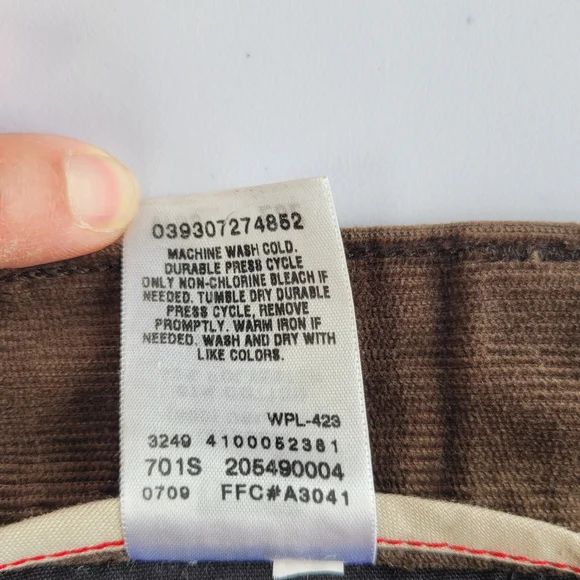 039307274852
MACHINE WASH COLD.
DURABLE PRESS CYCLE
ONLY NON-CHLORINE BLEACH IF
NEEDED. TUMBLE DRY DURABLE
PRESS CYCLE, REMOVE
PROMPTLY. WARM IRON IF
NEEDED. WASH AND DRY WITH
LIKE COLORS.
WPL-423
3249 4100052381
701S 205490004
0709 FFC#A3041